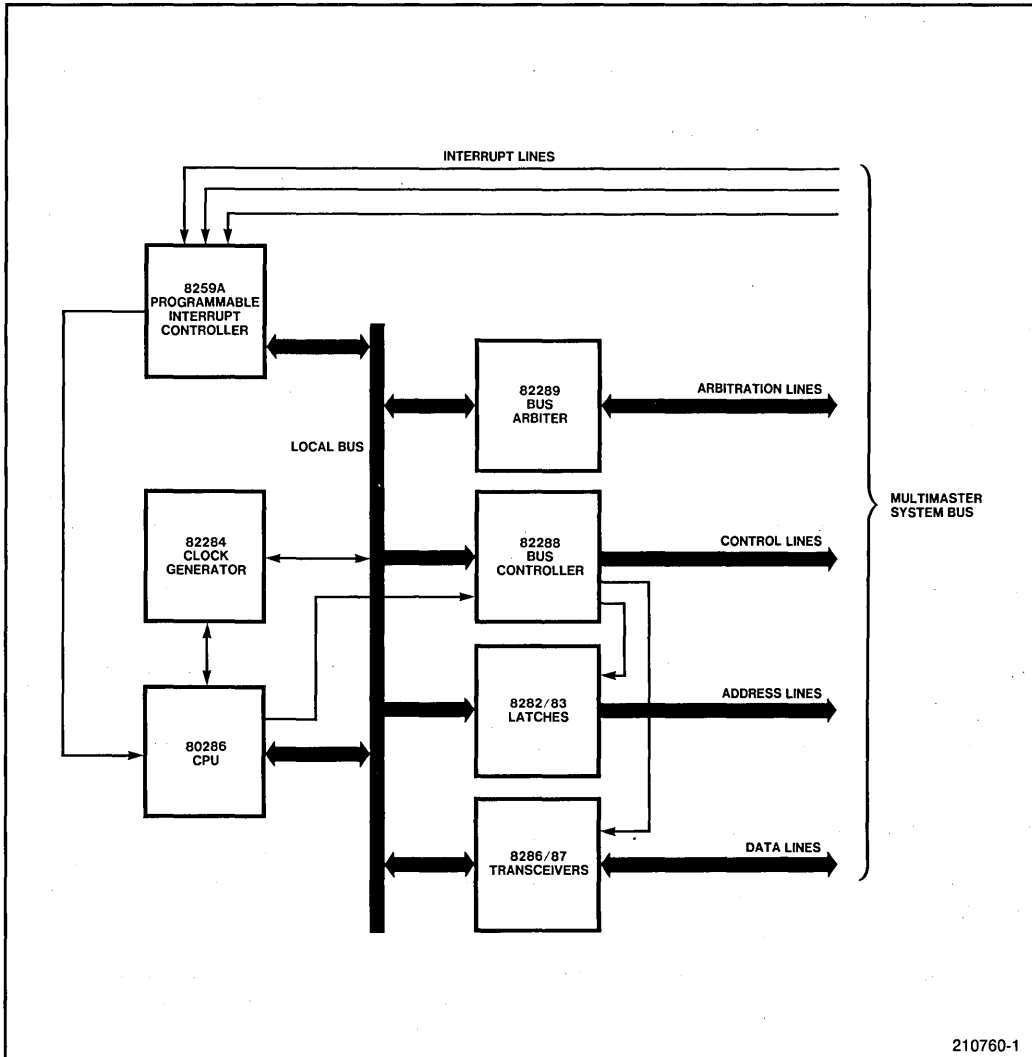 INTERRUPT LINES
8259A
PROGRAMMABLE
INTERRUPT
CONTROLLER
82289
BUS
ARBITER
ARBITRATION LINES
LOCAL BUS
MULTIMASTER
SYSTEM BUS
82284
CLOCK
GENERATOR
82288
BUS
CONTROLLER
CONTROL LINES
8282/83
LATCHES
ADDRESS LINES
80286
CPU
8286/87
TRANSCEIVERS
DATA LINES
210760-1